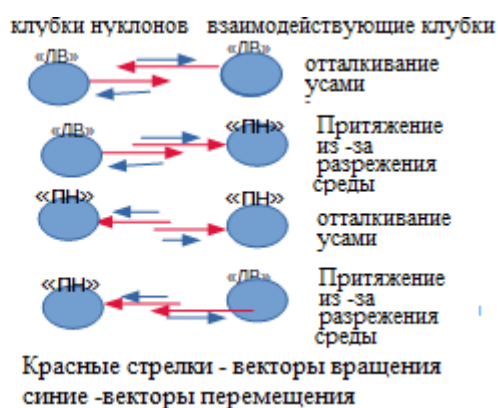 клубки нуклонов взаимодействующие клубки
«ЛВ» «ЛВ»
отталкивание
усами
«ЛВ» «ПН»
Притяжение
из -за
разрежения
среды
«ПН» «ПН»
отталкивание
усами
«ПН» «ЛВ»
Притяжение
из -за
разрежения
среды
Красные стрелки - векторы вращения
синие -векторы перемещения